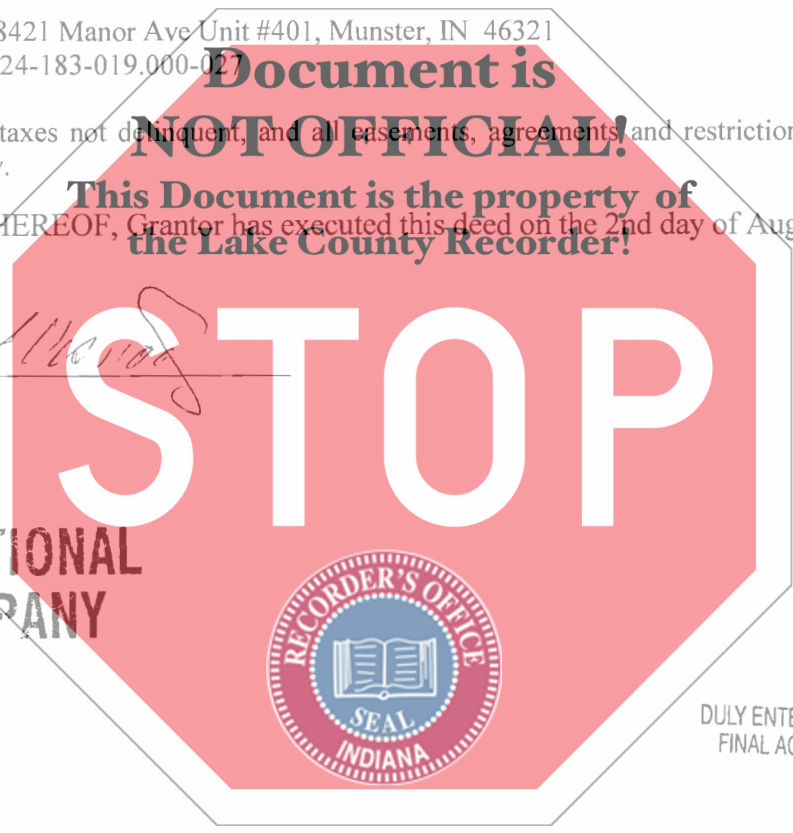 8421 Manor Ave Unit #401, Munster, IN 46321
24-183-019.000-027
Document is
taxes not delinquent, and all easements, agreements and restriction
NOT OFFICIAL!
y.
This Document is the property of
HEREOF, Grantor has executed this deed on the 2nd day of Aug
the Lake County Recorder!
STOP
TIONAL
PANY
RECORDER'S OFFICE
SEAL
INDIANA
DULY ENTE
FINAL AC